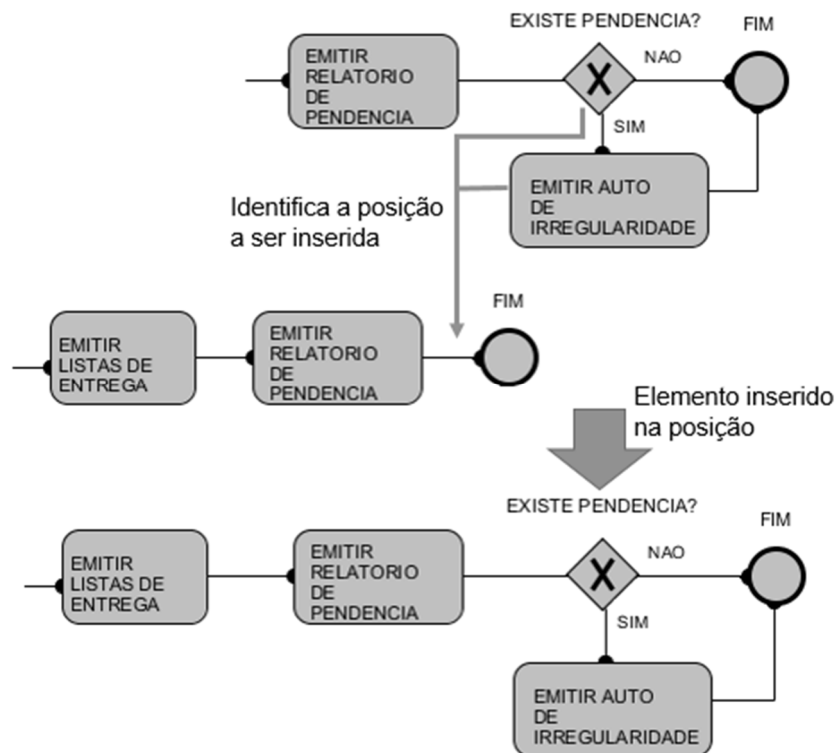 EXISTE PENDENCIA?
FIM
EMITIR
RELATORIO
DE
PENDENCIA
X
NAO
SIM
EMITIR AUTO
DE
IRREGULARIDADE
Identifica a posição
a ser inserida
FIM
EMITIR
LISTAS DE
ENTREGA
EMITIR
RELATORIO
DE
PENDENCIA
Elemento inserido
na posição
EXISTE PENDENCIA?
FIM
EMITIR
LISTAS DE
ENTREGA
EMITIR
RELATORIO
DE
PENDENCIA
X
NAO
SIM
EMITIR AUTO
DE
IRREGULARIDADE